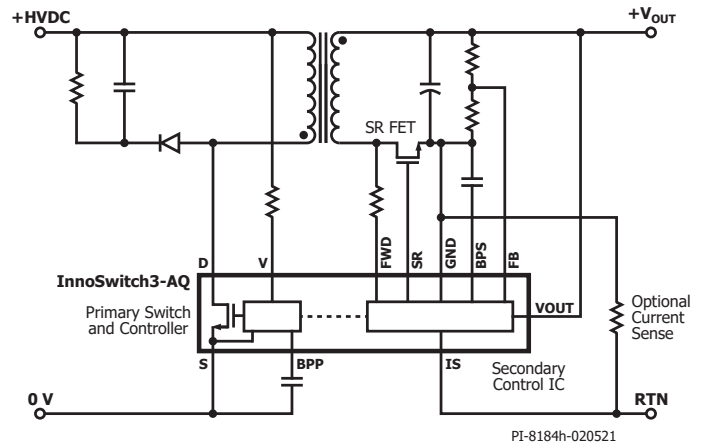 +HVDC
+VOUT
SR FET
D
V
FWD
SR
GND
BPS
FB
InnoSwitch3-AQ
Primary Switch
and Controller
VOUT
Optional
Current
Sense
S
BPP
IS
Secondary
Control IC
0 V
RTN
PI-8184h-020521